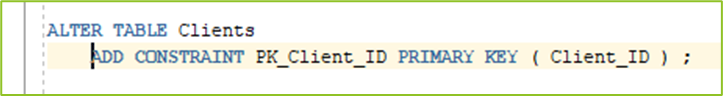 ALTER TABLE Clients
ADD CONSTRAINT PK_Client_ID PRIMARY KEY ( Client_ID ) ;